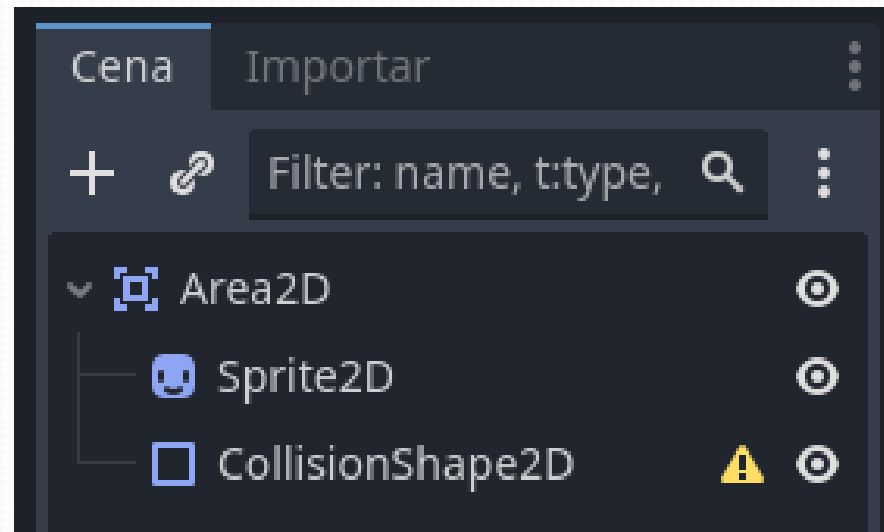 Cena Importar
Filter: name, t:type,
Area2D
Sprite2D
CollisionShape2D